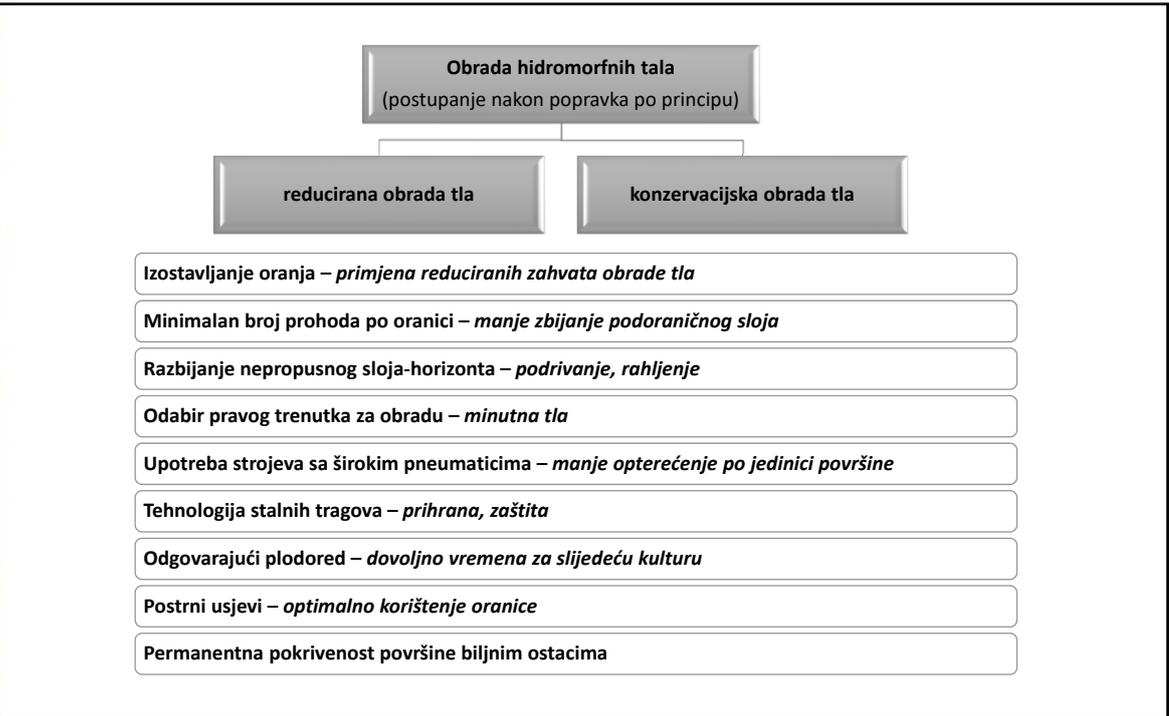 Obrada hidromorfnih tala
(postupanje nakon popravka po principu)
reducirana obrada tla
konzervacijska obrada tla
Izostavljanje oranja – primjena reduciranih zahvata obrade tla
Minimalan broj prohoda po oranici – manje zbijanje podoraničnog sloja
Razbijanje nepropusnog sloja-horizonta – podrivanje, rahljenje
Odabir pravog trenutka za obradu – minutna tla
Upotreba strojeva sa širokim pneumaticima – manje opterećenje po jedinici površine
Tehnologija stalnih tragova – prihrana, zaštita
Odgovarajući plodored – dovoljno vremena za slijedeću kulturu
Postrni usjevi – optimalno korištenje oranice
Permanentna pokrivenost površine biljnim ostacima